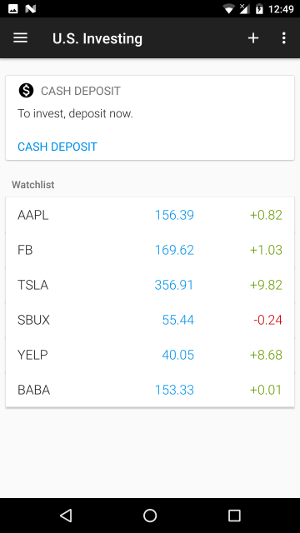 12:49
U.S. Investing
CASH DEPOSIT
To invest, deposit now.
CASH DEPOSIT
Watchlist
AAPL 156.39 +0.82
FB 169.62 +1.03
TSLA 356.91 +9.82
SBUX 55.44 -0.24
YELP 40.05 +8.68
BABA 153.33 +0.01